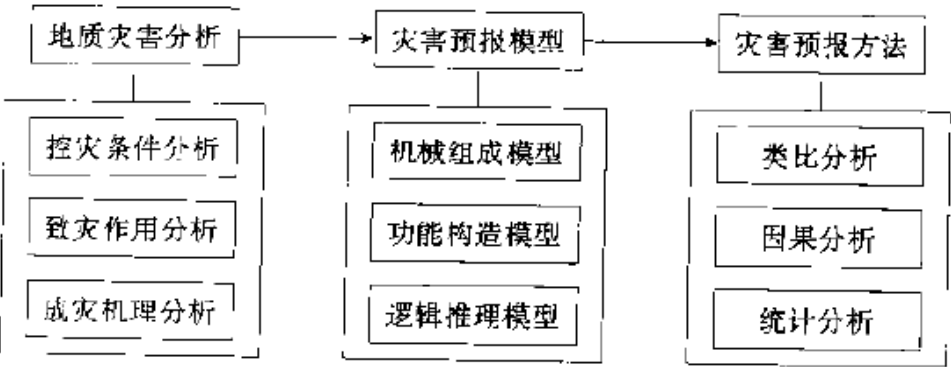 地质灾害分析
灾害预报模型
灾害预报方法
控灾条件分析
致灾作用分析
成灾机理分析
机械组成模型
功能构造模型
逻辑推理模型
类比分析
因果分析
统计分析